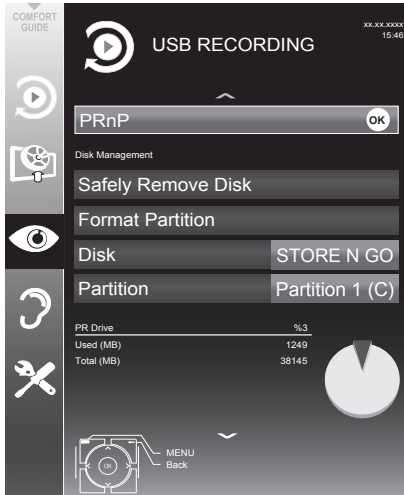 COMFORT
GUIDE
USB RECORDING
xx.xx.xxxx
15:46
PRnP OK
Disk Management
Safely Remove Disk
Format Partition
Disk STORE N GO
Partition Partition 1 (C)
PR Drive %3
Used (MB) 1249
Total (MB) 38145
MENU
Back
OK